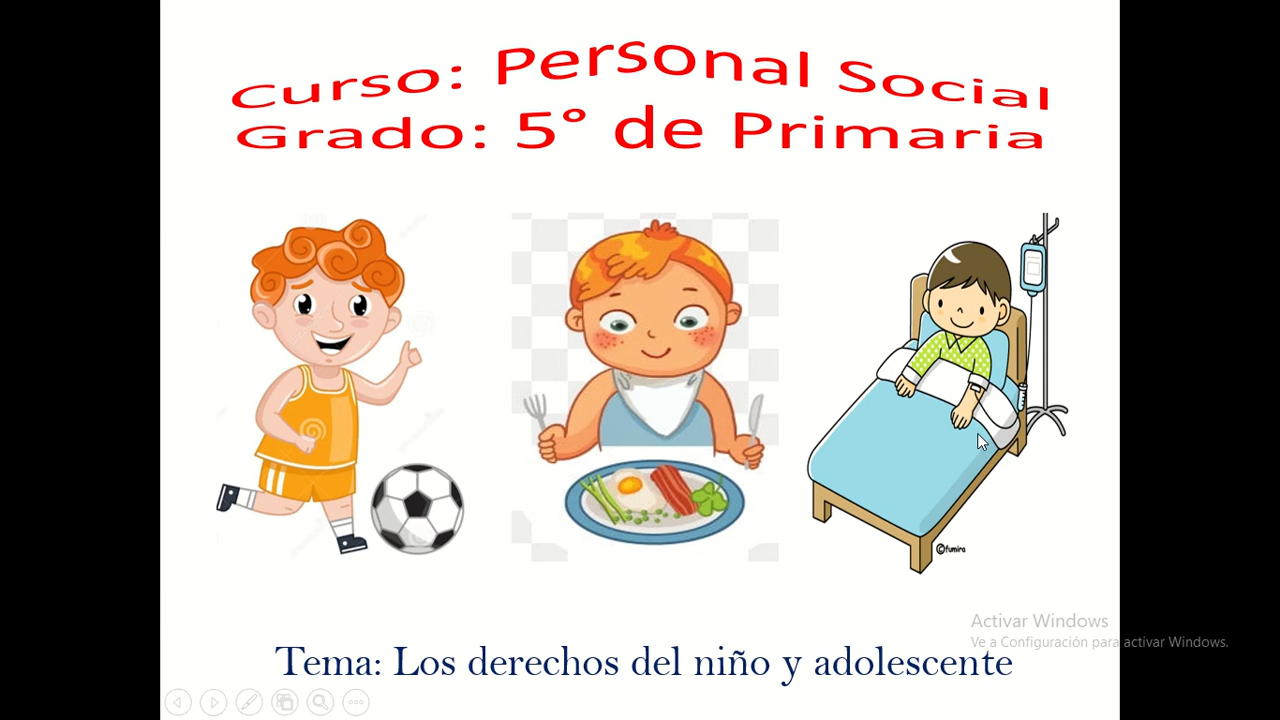 Curso: Personal Social
Grado: 5° de Primaria
©fumira
Activar Windows
Ve a Configuración para activar Windows.
Tema: Los derechos del niño y adolescente